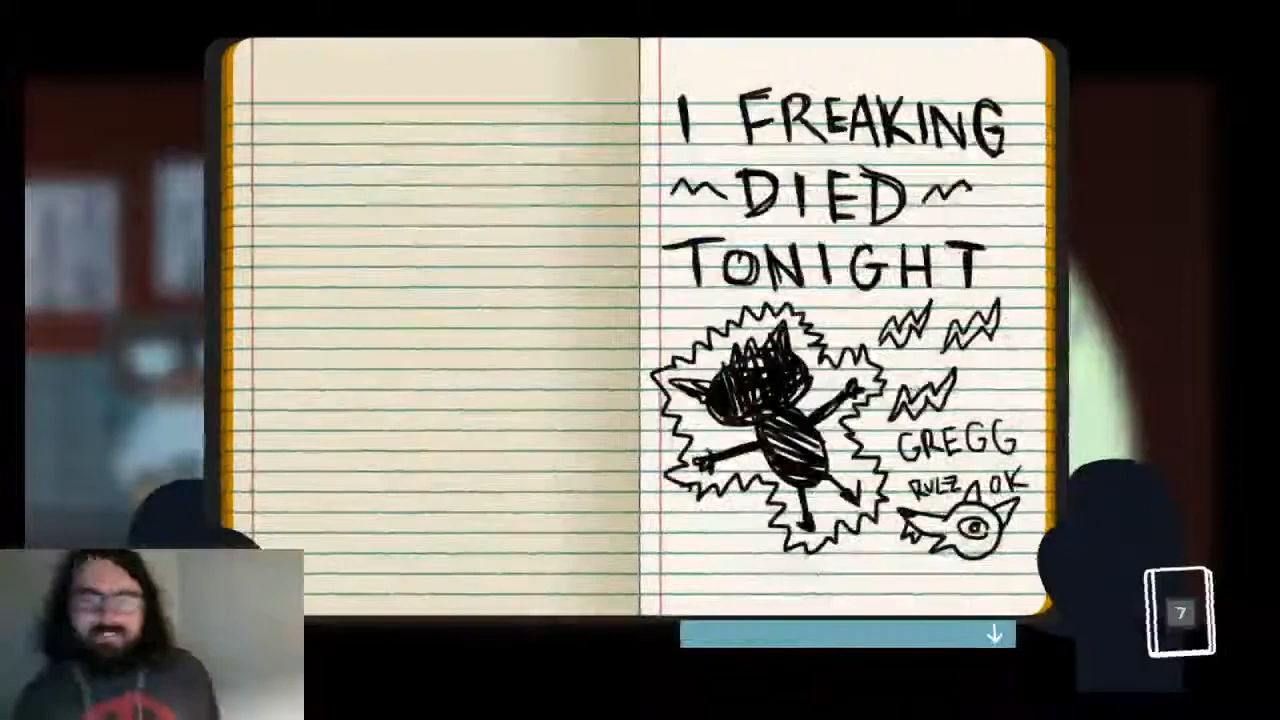 I FREAKING
~DIED~
TONIGHT
GREGG
RULZ OK
7